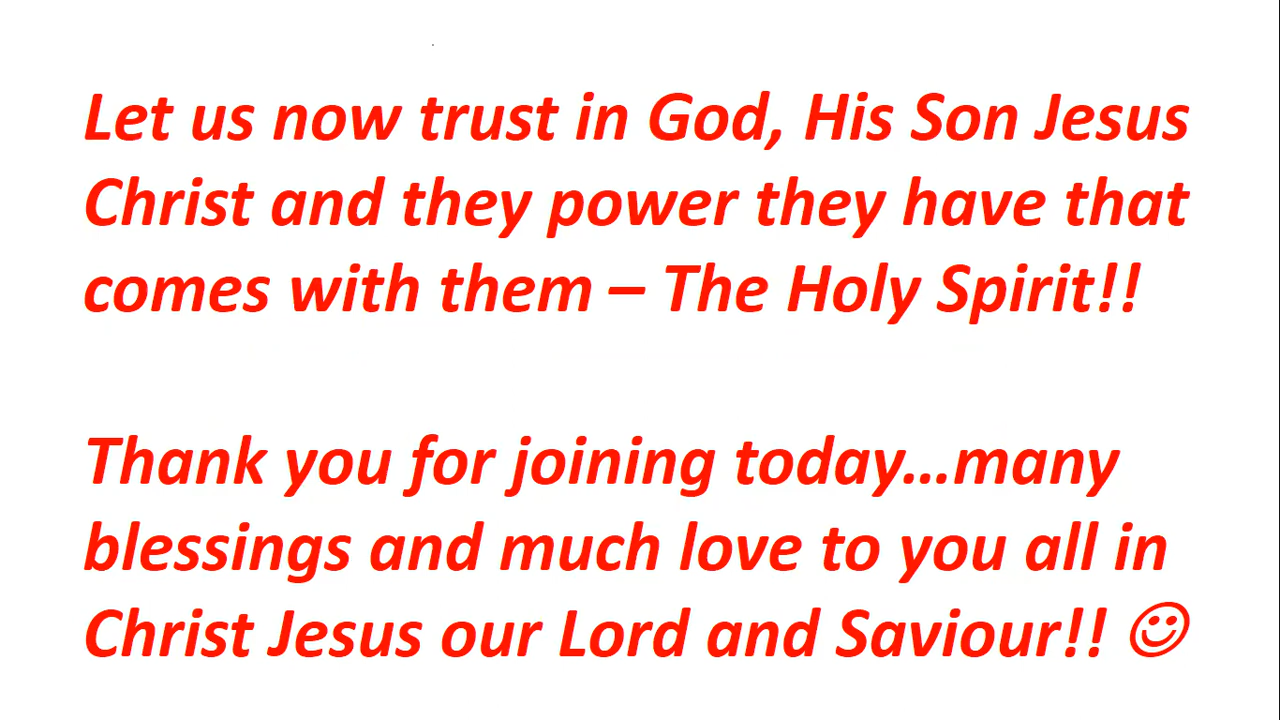 Let us now trust in God, His Son Jesus
Christ and they power they have that
comes with them – The Holy Spirit!!
Thank you for joining today…many
blessings and much love to you all in
Christ Jesus our Lord and Saviour!! ☺